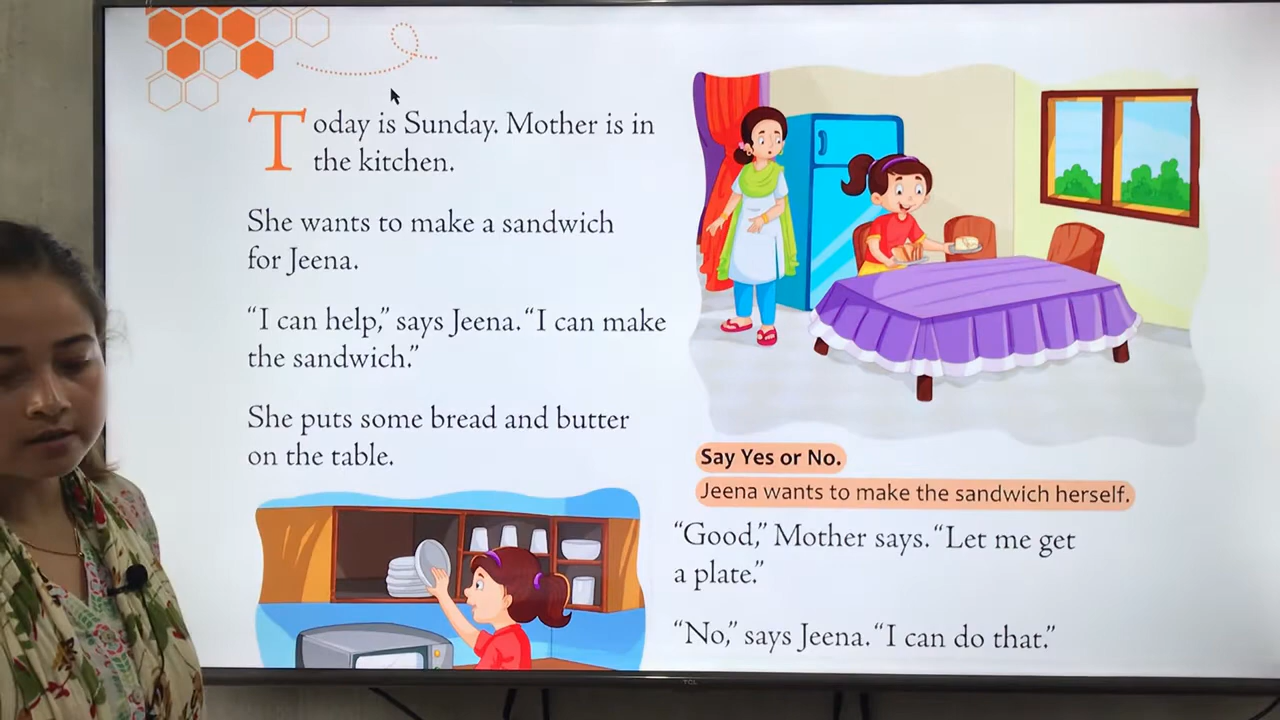 Today is Sunday. Mother is in
the kitchen.
She wants to make a sandwich
for Jeena.
“I can help,” says Jeena. “I can make
the sandwich.”
She puts some bread and butter
on the table.
Say Yes or No.
Jeena wants to make the sandwich herself.
“Good,” Mother says. “Let me get
a plate.”
“No,” says Jeena. “I can do that.”
TCL